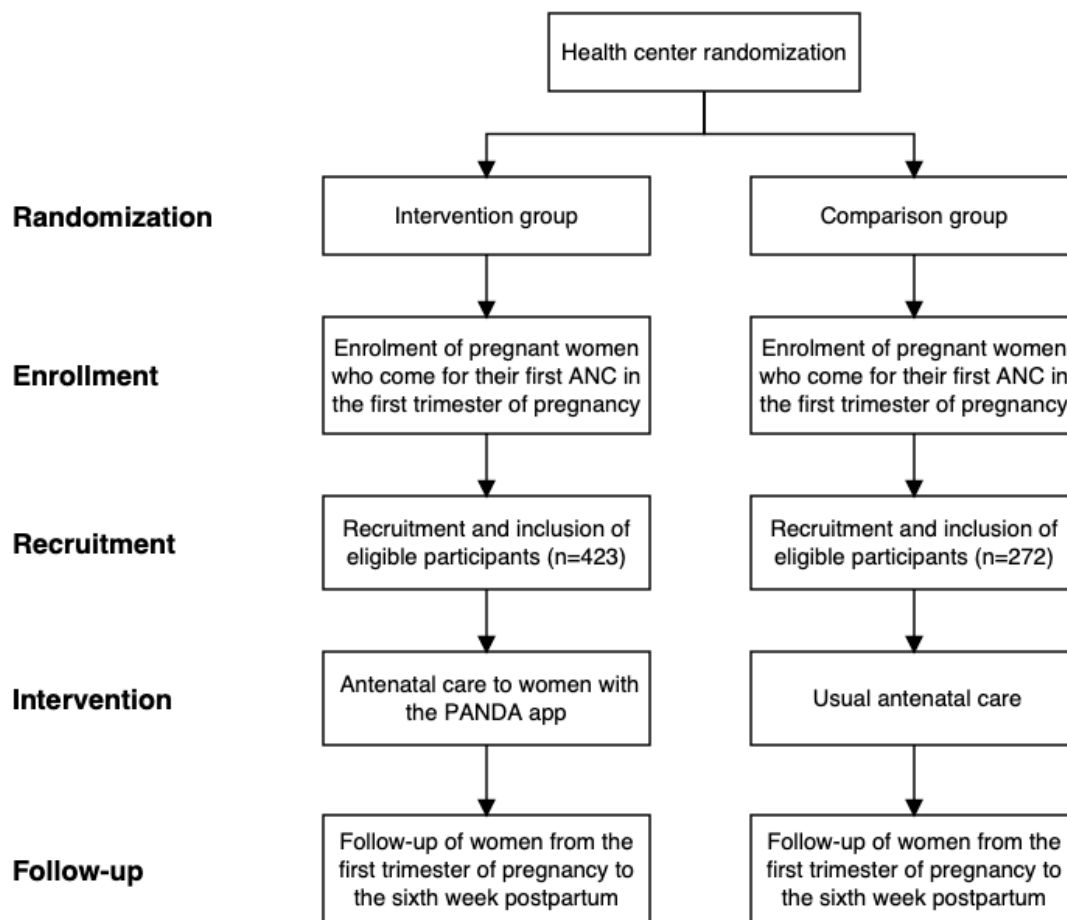 Health center randomization
Randomization
Intervention group
Comparison group
Enrollment
Enrolment of pregnant women
who come for their first ANC in
the first trimester of pregnancy
Enrolment of pregnant women
who come for their first ANC in
the first trimester of pregnancy
Recruitment
Recruitment and inclusion of
eligible participants (n=423)
Recruitment and inclusion of
eligible participants (n=272)
Intervention
Antenatal care to women with
the PANDA app
Usual antenatal care
Follow-up
Follow-up of women from the
first trimester of pregnancy to
the sixth week postpartum
Follow-up of women from the
first trimester of pregnancy to
the sixth week postpartum